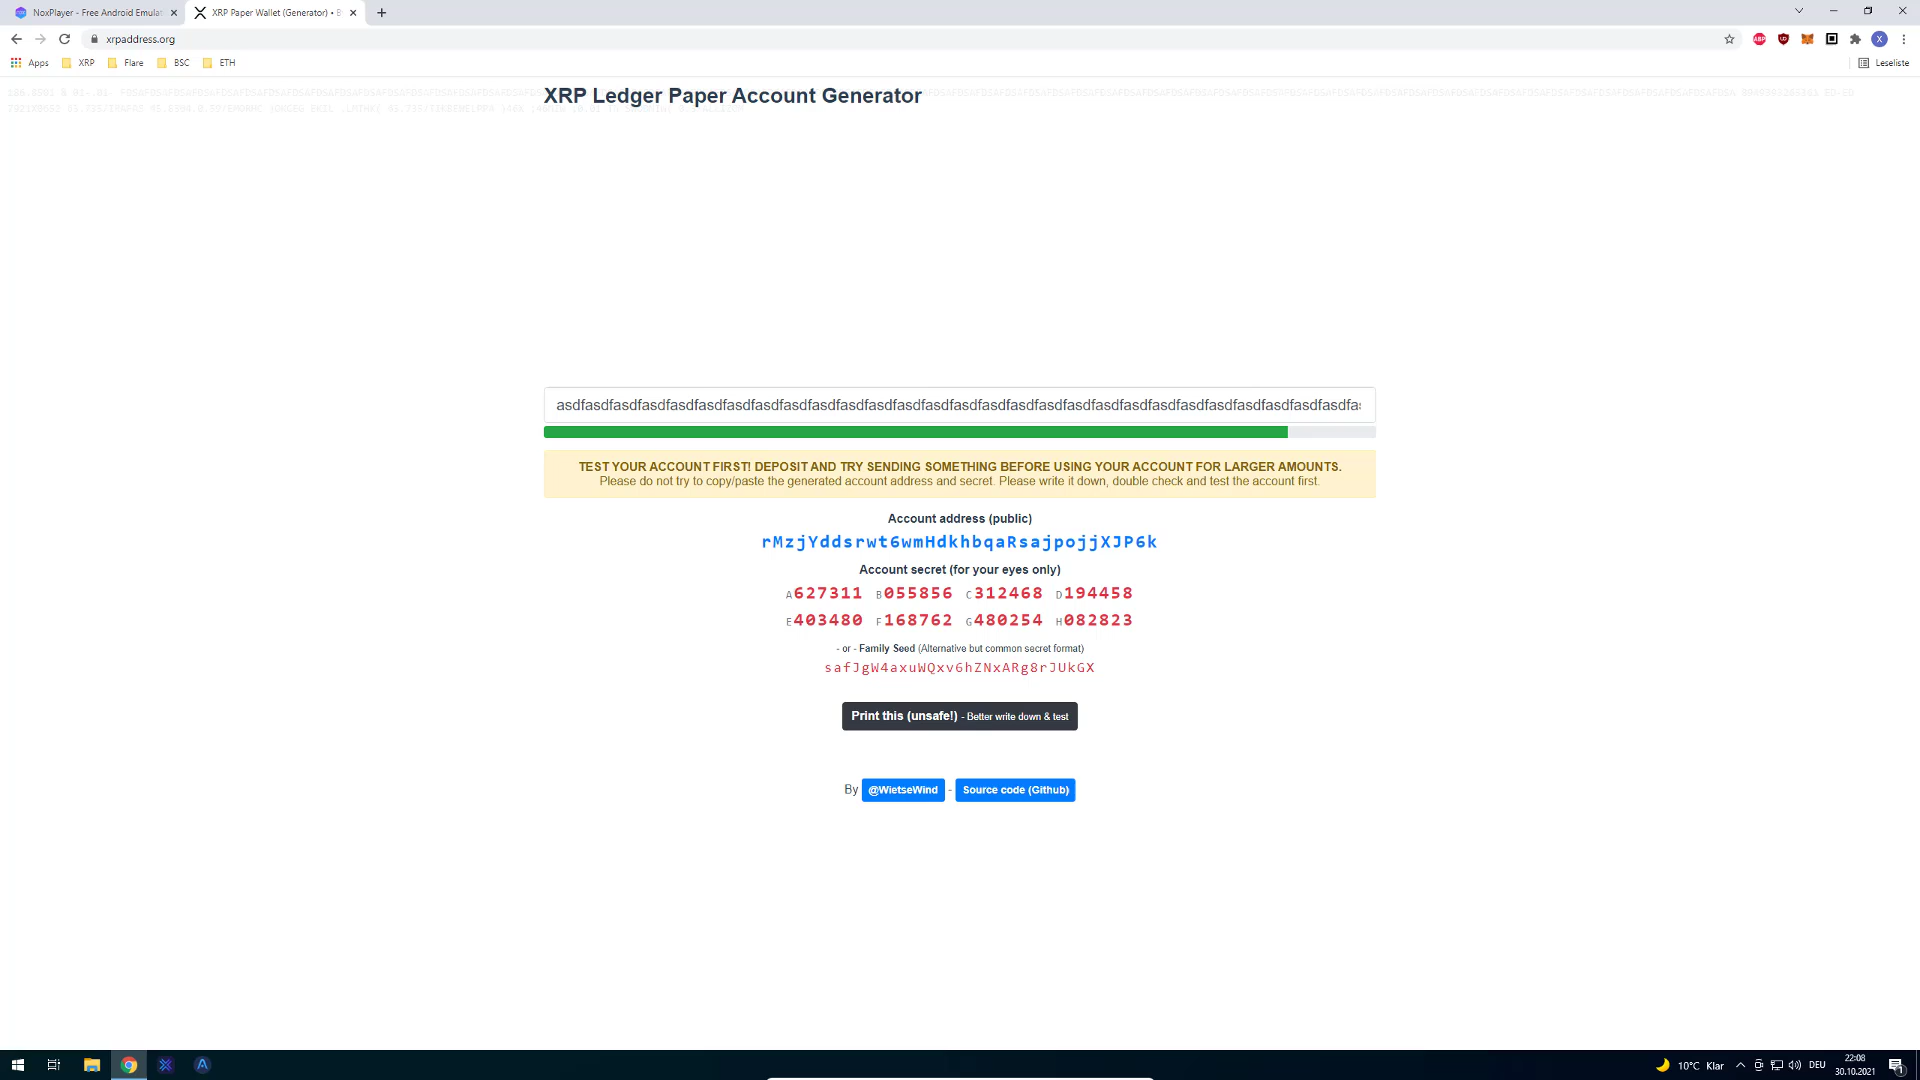 NoxPlayer - Free Android Emulat
XRP Paper Wallet (Generator) • B
xrpaddress.org
Apps XRP Flare BSC ETH
Leseliste
XRP Ledger Paper Account Generator
asdfasdfasdfasdfasdfasdfasdfasdfasdfasdfasdfasdfasdfasdfasdfasdfasdfasdfasdfasdfasdfasdfasdfasdfasdfasdfasdfasdfa
TEST YOUR ACCOUNT FIRST! DEPOSIT AND TRY SENDING SOMETHING BEFORE USING YOUR ACCOUNT FOR LARGER AMOUNTS.
Please do not try to copy/paste the generated account address and secret. Please write it down, double check and test the account first.
Account address (public)
rMzjYddsrwt6wmHdkhbqaRsajpojjXJP6k
Account secret (for your eyes only)
A627311 B055856 C312468 D194458
E403480 F168762 G480254 H082823
- or - Family Seed (Alternative but common secret format)
safJgW4axuWQxv6hZNxARg8rJUkGX
Print this (unsafe!) - Better write down & test
By @WietseWind - Source code (Github)
10°C Klar
DEU
22:08
30.10.2021